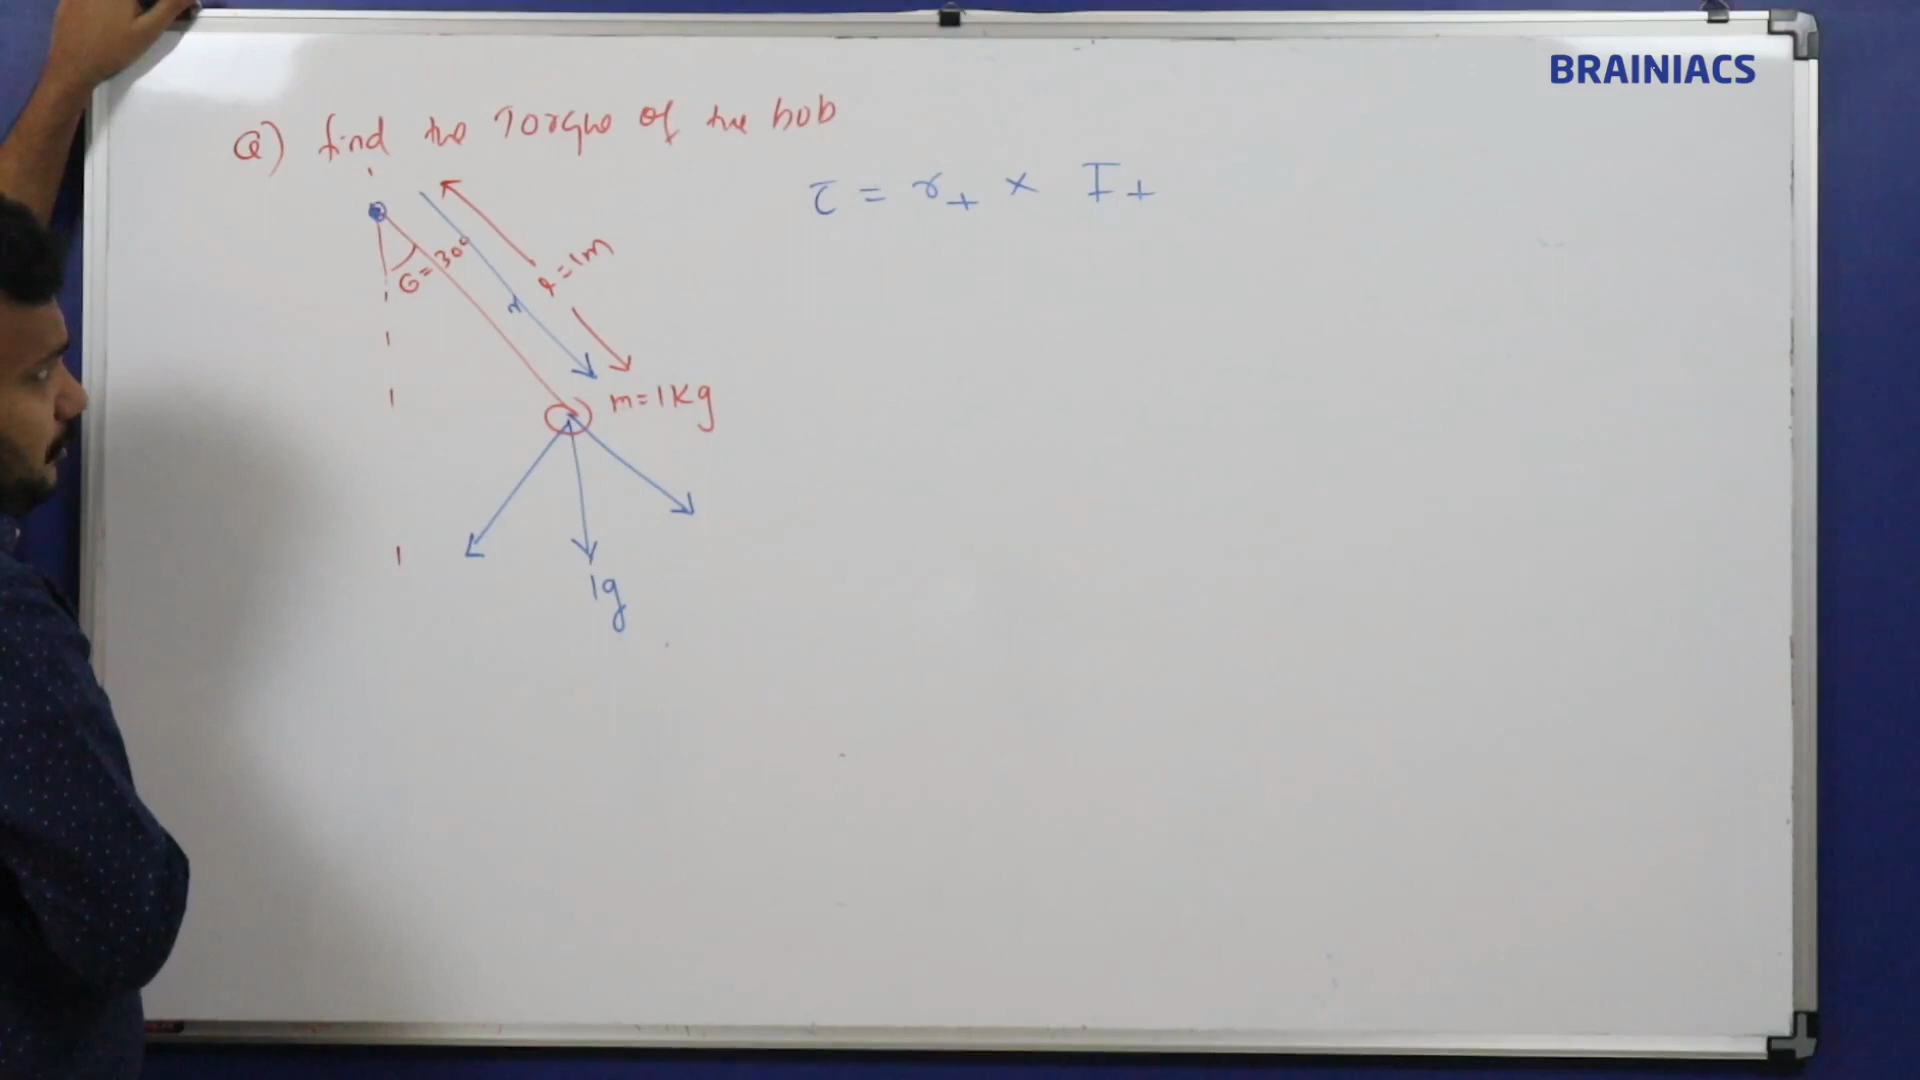 BRAINIACS
Q) find the Torque of the bob
τ = r⊥ × F⊥
θ = 30°
l = 1m
r
m = 1Kg
1g